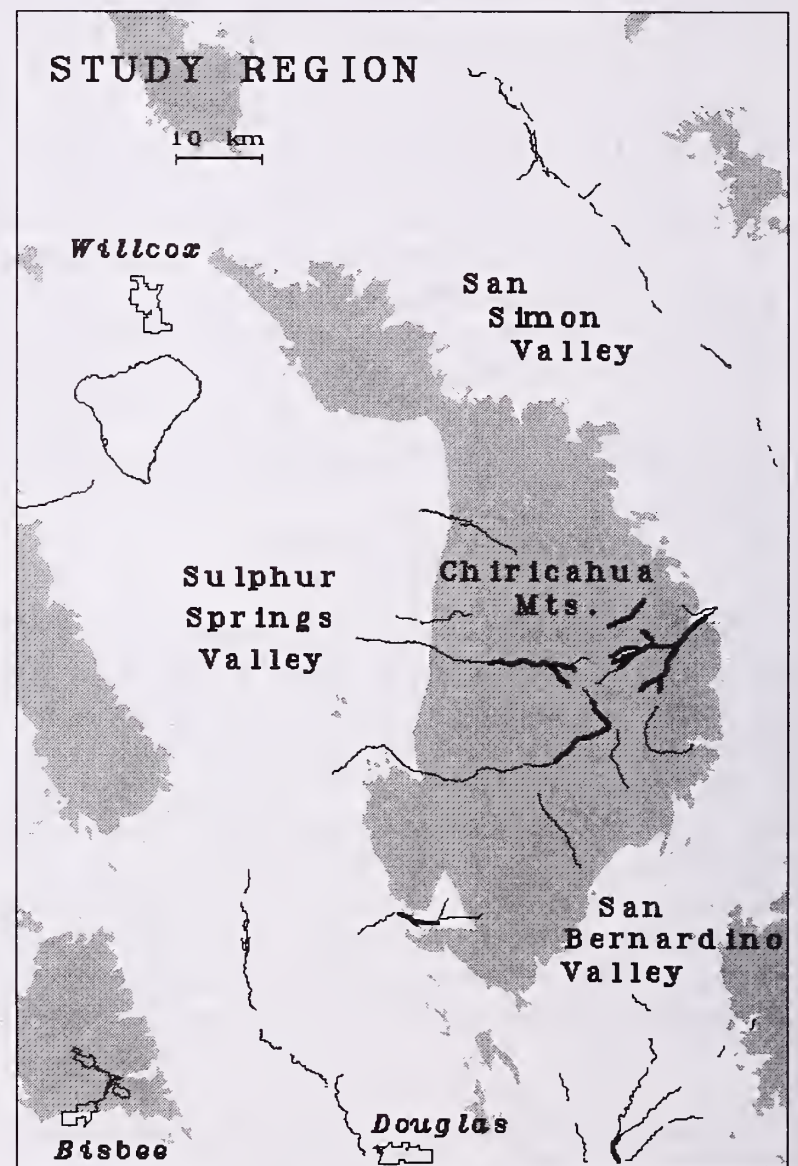 STUDY REGION
10 km
Willcox
San
Simon
Valley
Sulphur
Springs
Valley
Chiricahua
Mts.
San
Bernardino
Valley
Bisbee
Douglas